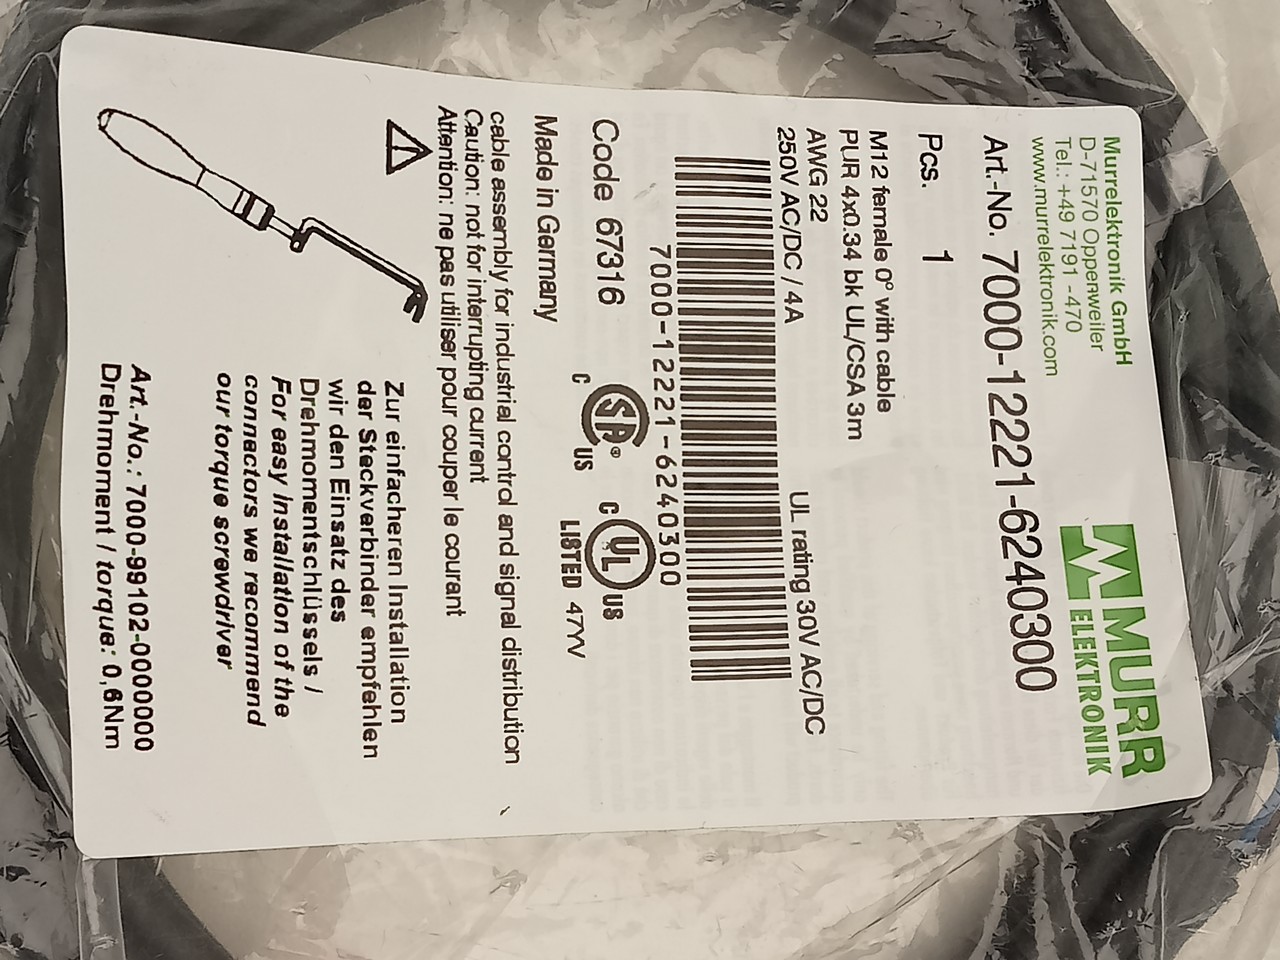 Murrelektronik GmbH
D-71570 Oppenweiler
Tel.: +49 7191 -470
www.murrelektronik.com
MURR
ELEKTRONIK
Art.-No. 7000-12221-6240300
Pcs. 1
M12 female 0° with cable
PUR 4x0.34 bk UL/CSA 3m
AWG 22
250V AC/DC / 4A UL rating 30V AC/DC
7000-12221-6240300
Code 67316
C SA® US
C UL US
LISTED 47YV
Made in Germany
cable assembly for industrial control and signal distribution
Caution: not for interrupting current
Attention: ne pas utiliser pour couper le courant
Zur einfacheren Installation
der Steckverbinder empfehlen
wir den Einsatz des
Drehmomentschlüssels /
For easy installation of the
connectors we recommend
our torque screwdriver
Art.-No.: 7000-99102-0000000
Drehmoment / torque: 0,6Nm